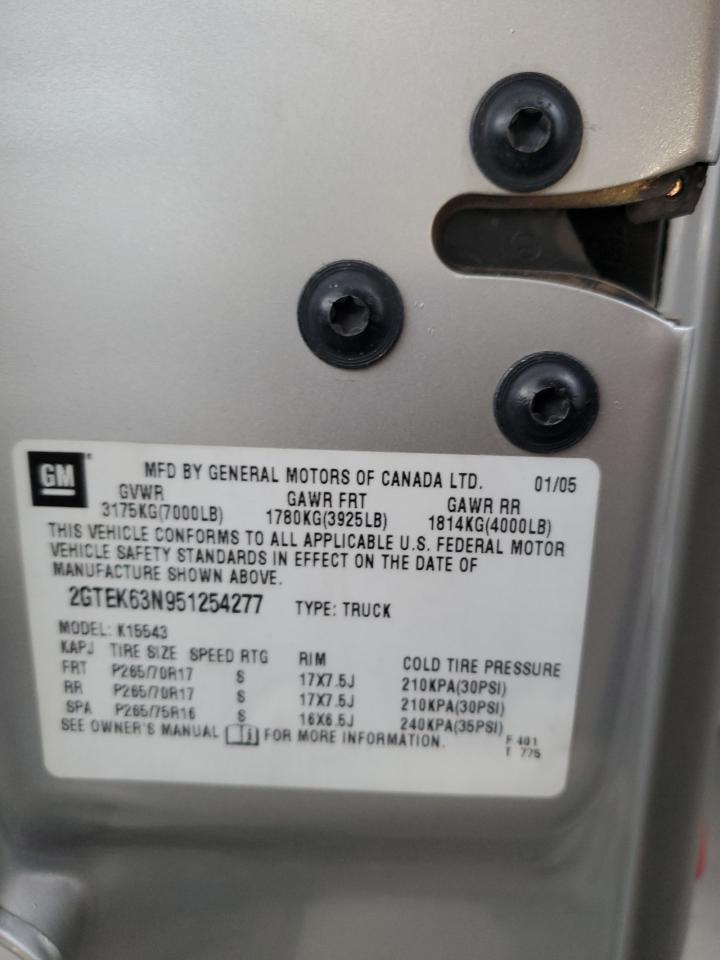 GM
MFD BY GENERAL MOTORS OF CANADA LTD. 01/05
GVWR GAWR FRT GAWR RR
3175KG(7000LB) 1780KG(3925LB) 1814KG(4000LB)
THIS VEHICLE CONFORMS TO ALL APPLICABLE U.S. FEDERAL MOTOR
VEHICLE SAFETY STANDARDS IN EFFECT ON THE DATE OF
MANUFACTURE SHOWN ABOVE.
2GTEK63N951254277 TYPE: TRUCK
MODEL: K15543
KAPJ TIRE SIZE SPEED RTG RIM COLD TIRE PRESSURE
FRT P265/70R17 S 17X7.5J 210KPA(30PSI)
RR P265/70R17 S 17X7.5J 210KPA(30PSI)
SPA P265/75R16 S 16X6.5J 240KPA(35PSI)
SEE OWNER'S MANUAL FOR MORE INFORMATION.
F 401
T 775